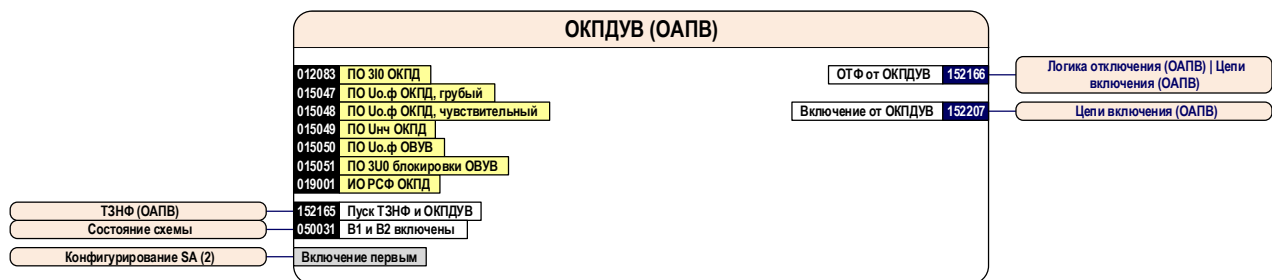 ОКПДУВ (ОАПВ)
012083 ПО 3I0 ОКПД
015047 ПО Uо.ф ОКПД, грубый
015048 ПО Uо.ф ОКПД, чувствительный
015049 ПО Uнч ОКПД
015050 ПО Uо.ф ОВУВ
015051 ПО 3U0 блокировки ОВУВ
019001 ИО РСФ ОКПД
ТЗНФ (ОАПВ) 152165 Пуск ТЗНФ и ОКПДУВ
Состояние схемы 050031 В1 и В2 включены
Конфигурирование SA (2) Включение первым
ОТФ от ОКПДУВ 152166 Логика отключения (ОАПВ) | Цепи
включения (ОАПВ)
Включение от ОКПДУВ 152207 Цепи включения (ОАПВ)